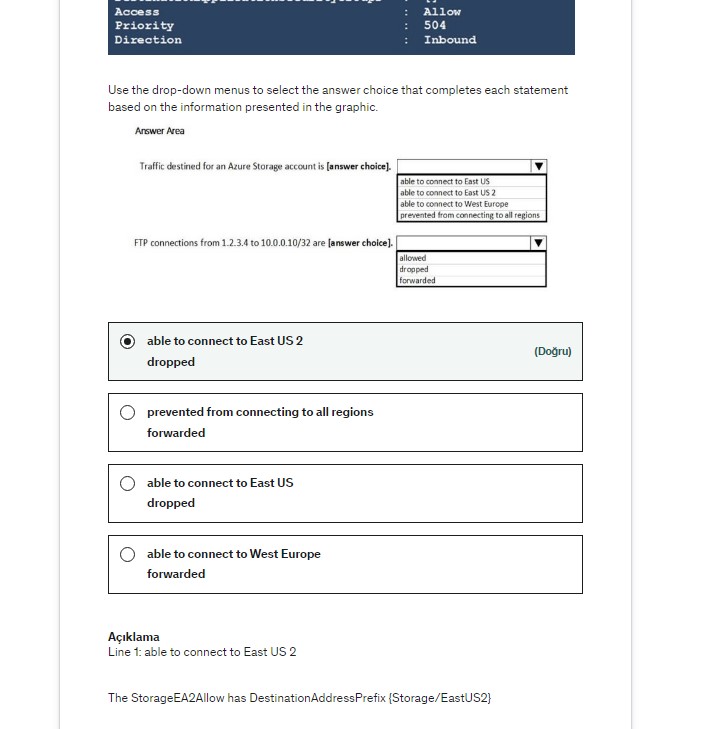 Access : Allow
Priority : 504
Direction : Inbound
Use the drop-down menus to select the answer choice that completes each statement
based on the information presented in the graphic.
Answer Area
Traffic destined for an Azure Storage account is [answer choice].
able to connect to East US
able to connect to East US 2
able to connect to West Europe
prevented from connecting to all regions
FTP connections from 1.2.3.4 to 10.0.0.10/32 are [answer choice].
allowed
dropped
forwarded
able to connect to East US 2
dropped
(Doğru)
prevented from connecting to all regions
forwarded
able to connect to East US
dropped
able to connect to West Europe
forwarded
Açıklama
Line 1: able to connect to East US 2
The StorageEA2Allow has DestinationAddressPrefix {Storage/EastUS2}